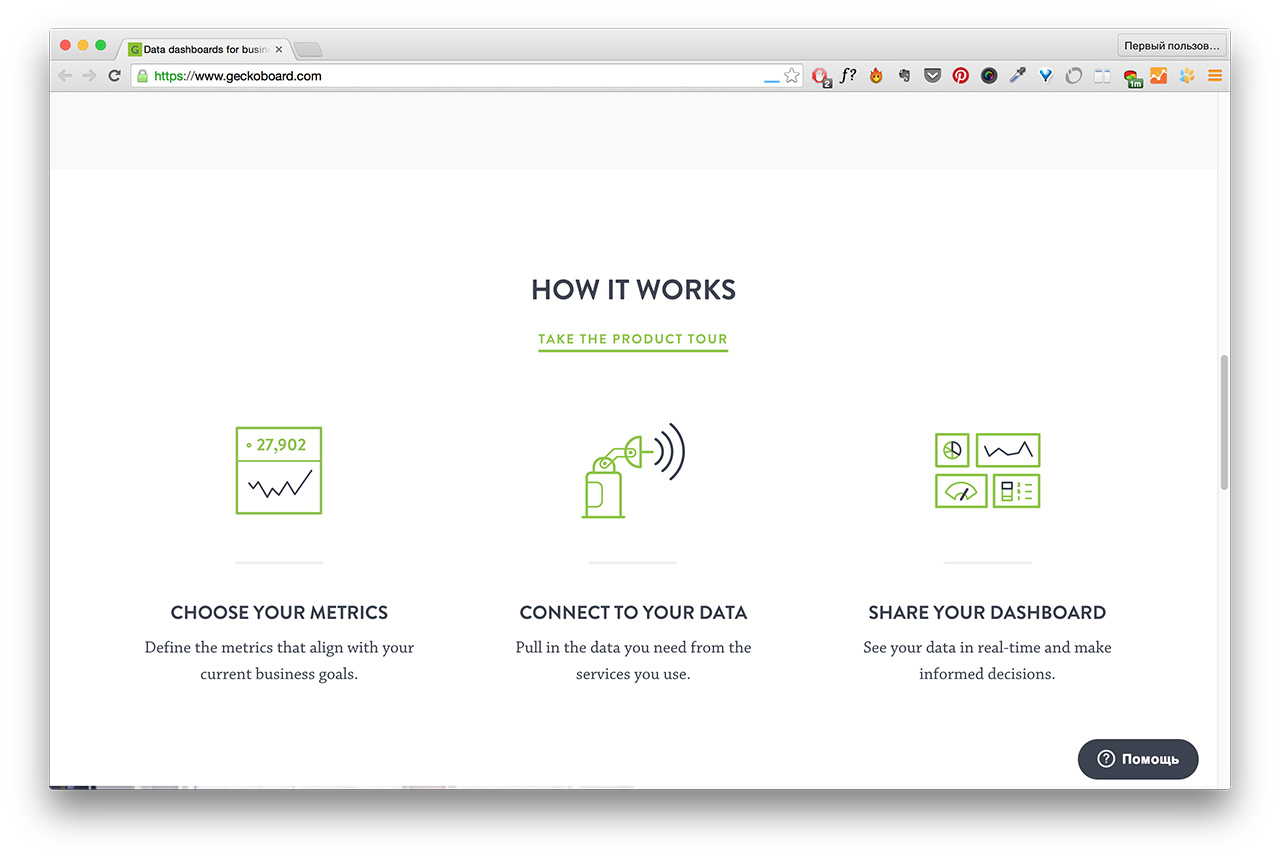 Data dashboards for busin
Первый пользов...
https://www.geckoboard.com
2
f?
1m
HOW IT WORKS
TAKE THE PRODUCT TOUR
27,902
CHOOSE YOUR METRICS
Define the metrics that align with your
current business goals.
CONNECT TO YOUR DATA
Pull in the data you need from the
services you use.
SHARE YOUR DASHBOARD
See your data in real-time and make
informed decisions.
? Помощь